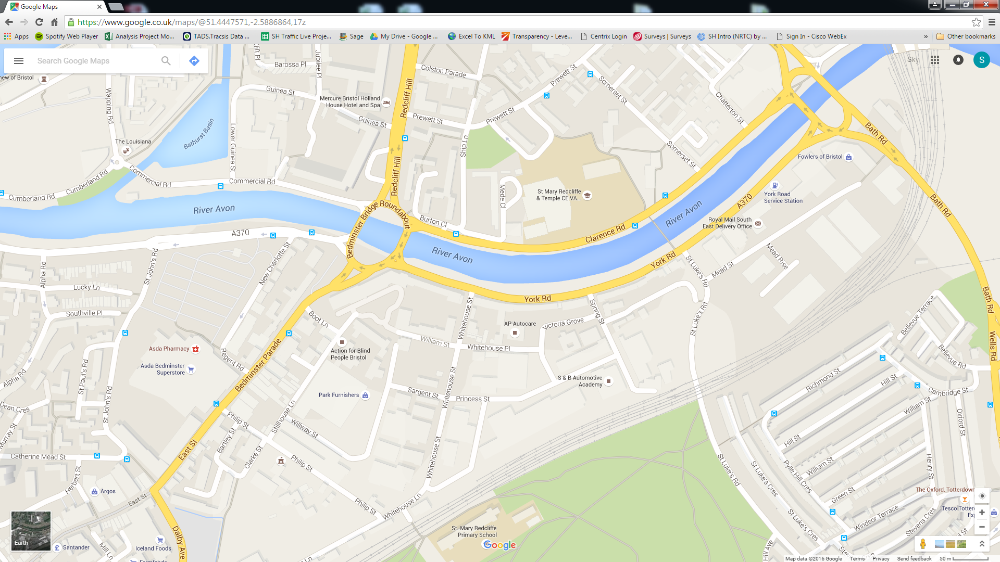 Google Maps
https://www.google.co.uk/maps/@51.4447571,-2.5886864,17z
Apps
Spotify Web Player
Analysis Project Mo...
TADS.Tracsis Data ...
SH Traffic Live Proje...
Sage
My Drive - Google ...
Excel To KML
Transparency - Leve...
Centrix Login
Surveys | Surveys
SH Intro (NRTC) by ...
Sign In - Cisco WebEx
»
Other bookmarks
Search Google Maps
Sky
S
clift Pl
Barossa Pl
Jubilee Pl
Colston Parade
Prewett St
Somerset St
Chatterton St
new of Bristol
Wapping Rd
Guinea St
Mercure Bristol Holland
House Hotel and Spa
Redcliff Hill
Prewett St
Prewett St
Guinea St
Bathurst Basin
Lower Guinea St
Ship Ln
Bath Rd
The Louisiana
Somerset St
Fowlers of Bristol
Redcliff Hill
Cumberland Rd
Commercial Rd
Commercial Rd
Cumberland Rd
Mede Cl
St Mary Redcliffe
& Temple CE VA...
York Road
Service Station
A370
Bath Rd
River Avon
Bedminster Bridge Roundabout
Burton Cl
River Avon
Royal Mail South
East Delivery Office
A370
Clarence Rd
River Avon
York Rd
Mead Rise
Mead St
St Luke's Rd
Alpha Rd
St John's Rd
New Charlotte St
Lucky Ln
Southville Pl
York Rd
Whitehouse St
Spring St
Boot Ln
AP Autocare
Victoria Grove
St Luke's Rd
Bellevue Terrace
Bath Rd
Wells Rd
Asda Pharmacy
Regent Rd
Bedminster Parade
William St
Whitehouse Pl
Action for Blind
People Bristol
Asda Bedminster
Superstore
Alpha Rd
St Paul's Rd
Bellevue Rd
Richmond St
Hill St
Cambridge St
S & B Automotive
Academy
Whitehouse St
Park Furnishers
Sargent St
Princess St
Dean Cres
St John's Rd
William St
Oxford St
Murray St
Philip St
Stillhouse Ln
Willway St
Bartley St
Clarke St
East St
Hill St
Catherine Mead St
Philip St
Whitehouse St
St Luke's Rd
St Luke's Cres
Pylle Hill Cres
William St
Henry St
Herbert St
Argos
East St
Green St
The Oxford, Totterdown
Philip St
Whitehouse Ln
Windsor Terrace
Stevens Cres
Tesco Totter
Exp
St Luke's Cres
Dalby Ave
St. Mary Redcliffe
Primary School
Mill Ln
Earth
Santander
Iceland Foods
Farmfoods
Hill Ave
Google
Map data ©2016 Google
Terms
Privacy
Send feedback
50 m